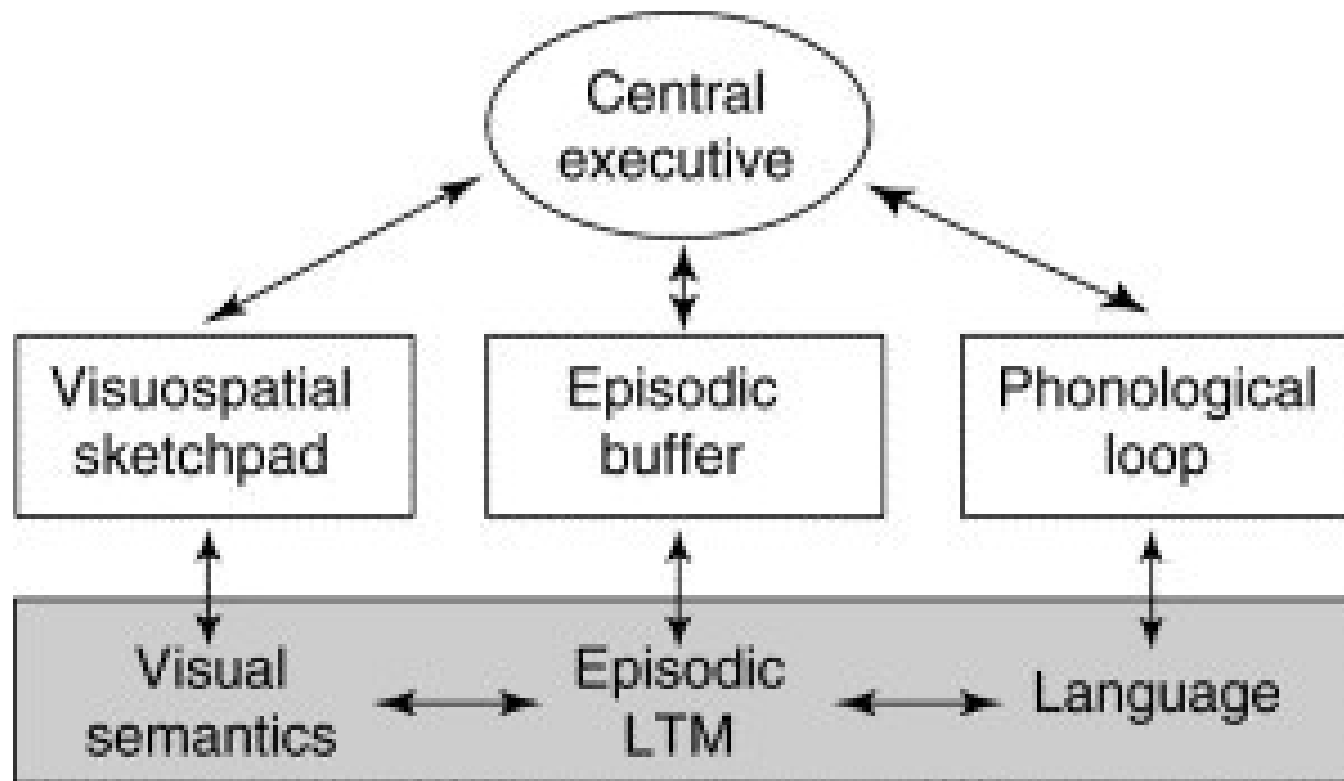 Central
executive
Visuospatial
sketchpad
Episodic
buffer
Phonological
loop
Visual
semantics
Episodic
LTM
Language